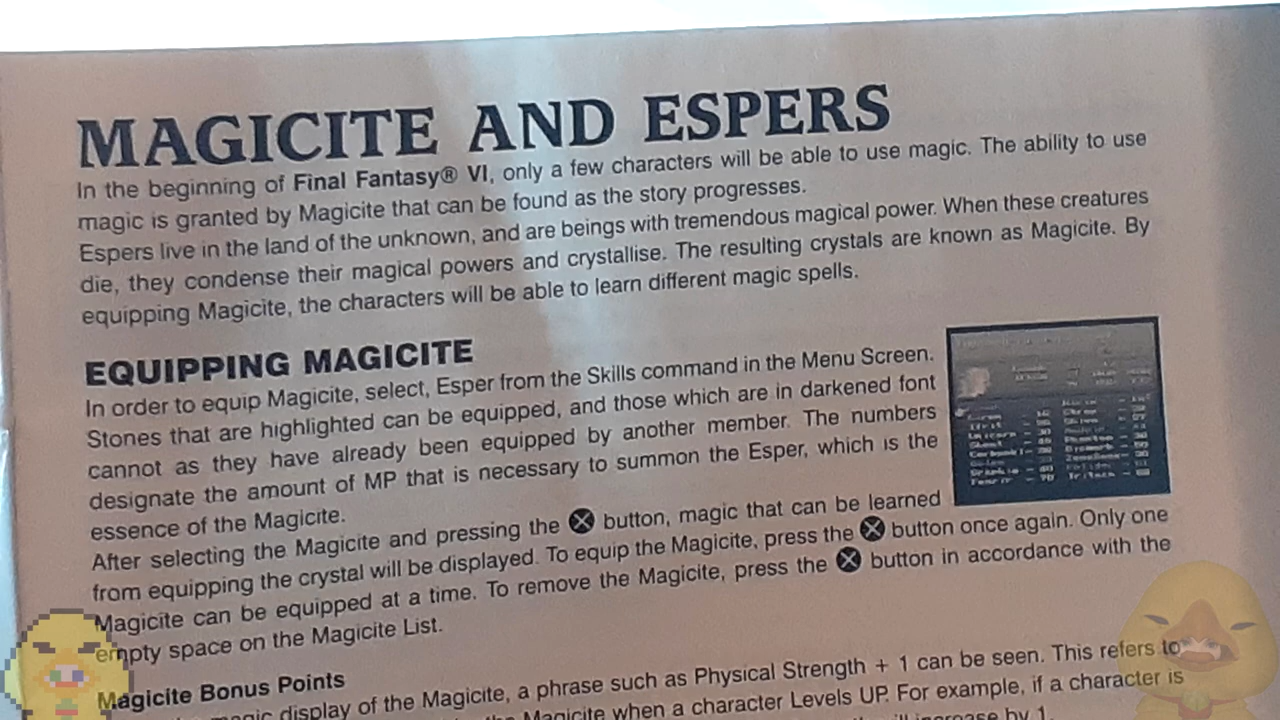 MAGICITE AND ESPERS
In the beginning of Final Fantasy® VI, only a few characters will be able to use magic. The ability to use
magic is granted by Magicite that can be found as the story progresses.
Espers live in the land of the unknown, and are beings with tremendous magical power. When these creatures
die, they condense their magical powers and crystallise. The resulting crystals are known as Magicite. By
equipping Magicite, the characters will be able to learn different magic spells.
EQUIPPING MAGICITE
In order to equip Magicite, select, Esper from the Skills command in the Menu Screen.
Stones that are highlighted can be equipped, and those which are in darkened font
cannot as they have already been equipped by another member. The numbers
designate the amount of MP that is necessary to summon the Esper, which is the
essence of the Magicite.
After selecting the Magicite and pressing the ⊗ button, magic that can be learned
from equipping the crystal will be displayed. To equip the Magicite, press the ⊗ button once again. Only one
Magicite can be equipped at a time. To remove the Magicite, press the ⊗ button in accordance with the
empty space on the Magicite List.
Magicite Bonus Points
magic display of the Magicite, a phrase such as Physical Strength + 1 can be seen. This refers to
Magicite when a character Levels UP. For example, if a character is
increase by 1.